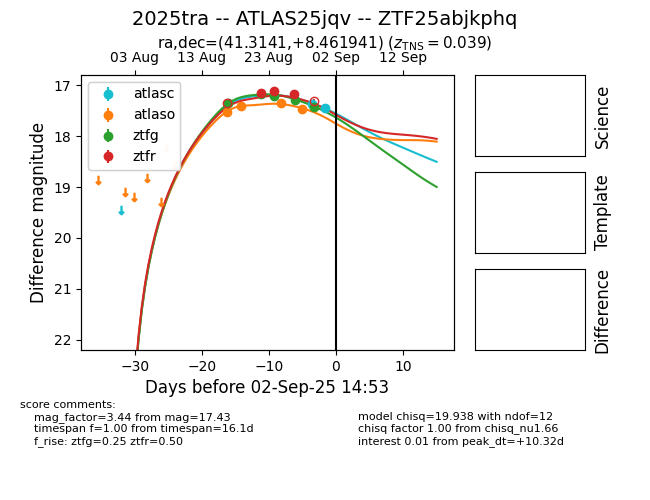 2025tra -- ATLAS25jqv -- ZTF25abjkphq
ra,dec=(41.3141,+8.461941) (z_TNS = 0.039)
03 Aug 13 Aug 23 Aug 02 Sep 12 Sep
atlasc
atlaso
ztfg
ztfr
17
18
19
20
21
22
Difference magnitude
−30 −20 −10 0 10
Days before 02-Sep-25 14:53
Science
Template
Difference
score comments:
mag_factor=3.44 from mag=17.43
timespan f=1.00 from timespan=16.1d
f_rise: ztfg=0.25 ztfr=0.50
model chisq=19.938 with ndof=12
chisq factor 1.00 from chisq_nu1.66
interest 0.01 from peak_dt=+10.32d